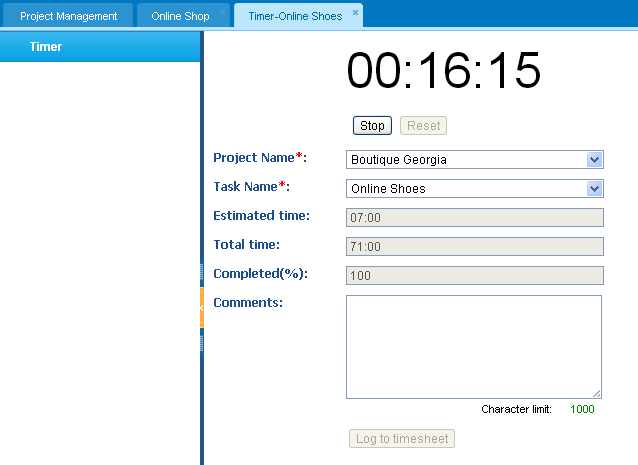 Project Management Online Shop Timer-Online Shoes
Timer
00:16:15
Stop Reset
Project Name*: Boutique Georgia
Task Name*: Online Shoes
Estimated time: 07:00
Total time: 71:00
Completed(%): 100
Comments:
Character limit: 1000
Log to timesheet